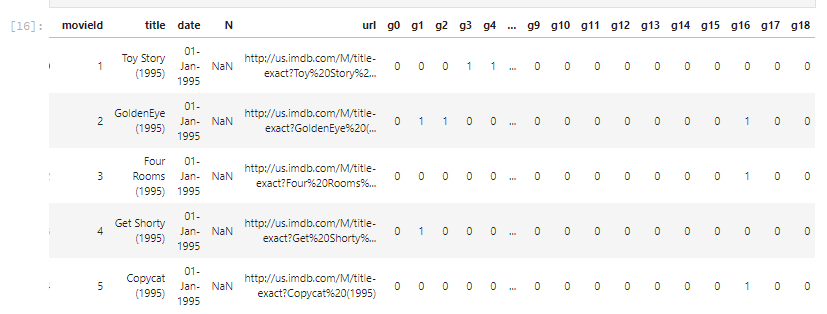 [16]: movieId title date N url g0 g1 g2 g3 g4 ... g9 g10 g11 g12 g13 g14 g15 g16 g17 g18
1 Toy Story (1995) 01-Jan-1995 NaN http://us.imdb.com/M/title-exact?Toy%20Story%2... 0 0 0 1 1 ... 0 0 0 0 0 0 0 0 0 0
2 GoldenEye (1995) 01-Jan-1995 NaN http://us.imdb.com/M/title-exact?GoldenEye%20(... 0 1 1 0 0 ... 0 0 0 0 0 0 0 1 0 0
3 Four Rooms (1995) 01-Jan-1995 NaN http://us.imdb.com/M/title-exact?Four%20Rooms%... 0 0 0 0 0 ... 0 0 0 0 0 0 0 1 0 0
4 Get Shorty (1995) 01-Jan-1995 NaN http://us.imdb.com/M/title-exact?Get%20Shorty%... 0 1 0 0 0 ... 0 0 0 0 0 0 0 0 0 0
5 Copycat (1995) 01-Jan-1995 NaN http://us.imdb.com/M/title-exact?Copycat%20(1995) 0 0 0 0 0 ... 0 0 0 0 0 0 0 1 0 0